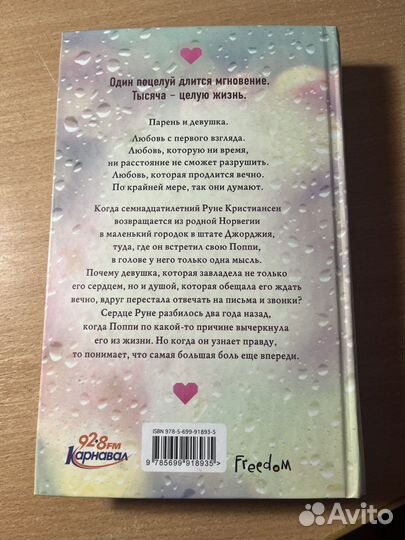 Один поцелуй длится мгновение.
Тысяча – целую жизнь.
Парень и девушка.
Любовь с первого взгляда.
Любовь, которую ни время,
ни расстояние не сможет разрушить.
Любовь, которая продлится вечно.
По крайней мере, так они думают.
Когда семнадцатилетний Руне Кристиансен
возвращается из родной Норвегии
в маленький городок в штате Джорджия,
туда, где он встретил свою Поппи,
в голове у него только одна мысль.
Почему девушка, которая завладела не только
его сердцем, но и душой, которая обещала его ждать
вечно, вдруг перестала отвечать на письма и звонки?
Сердце Руне разбилось два года назад,
когда Поппи по какой-то причине вычеркнула
его из жизни. Но когда он узнает правду,
то понимает, что самая большая боль еще впереди.
ISBN 978-5-699-91893-5
92.8 FM
Карнавал
9 785699 918935 >
freedom
Avito